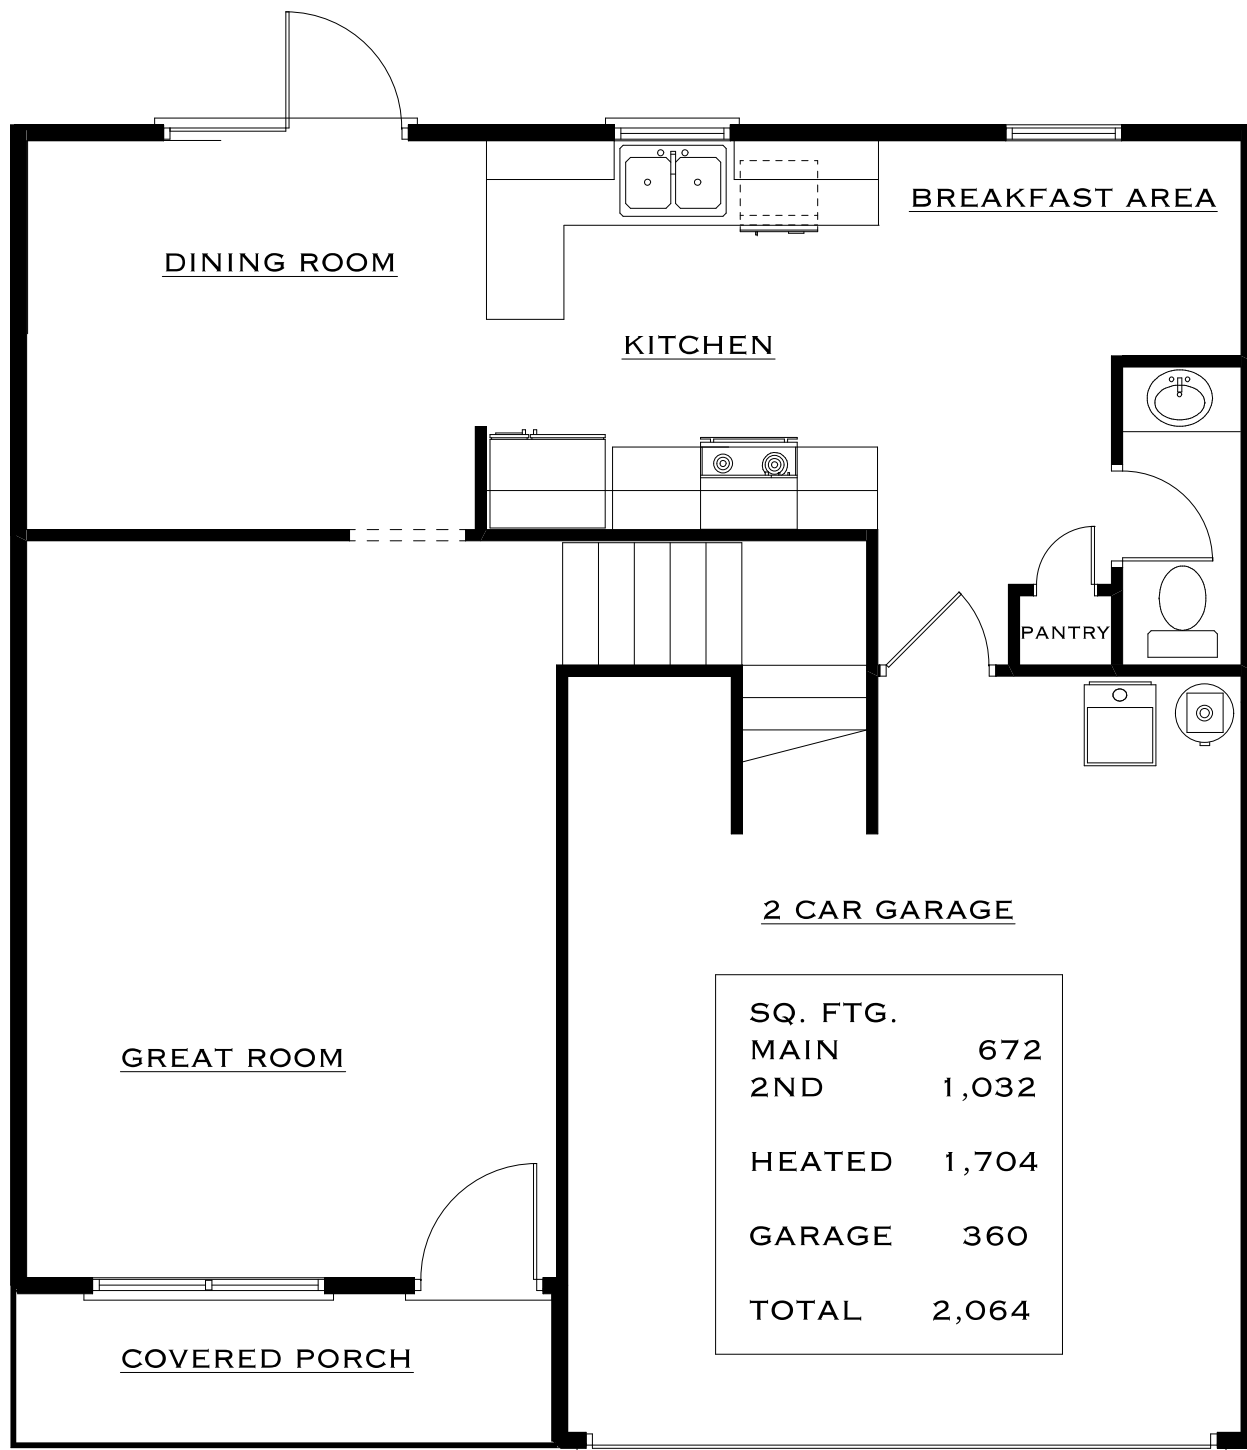 BREAKFAST AREA
DINING ROOM
KITCHEN
PANTRY
2 CAR GARAGE
SQ. FTG.
MAIN 672
2ND 1,032
HEATED 1,704
GARAGE 360
TOTAL 2,064
GREAT ROOM
COVERED PORCH